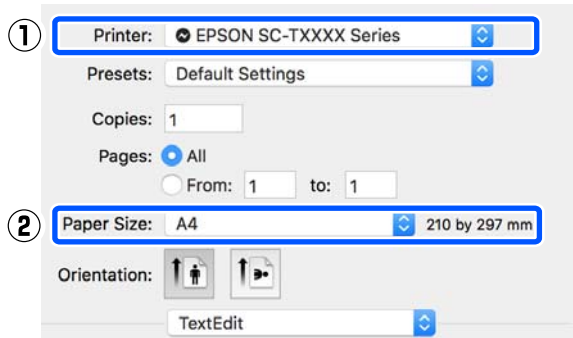 ① Printer: EPSON SC-TXXXX Series
Presets: Default Settings
Copies: 1
Pages: All
From: 1 to: 1
② Paper Size: A4 210 by 297 mm
Orientation:
TextEdit